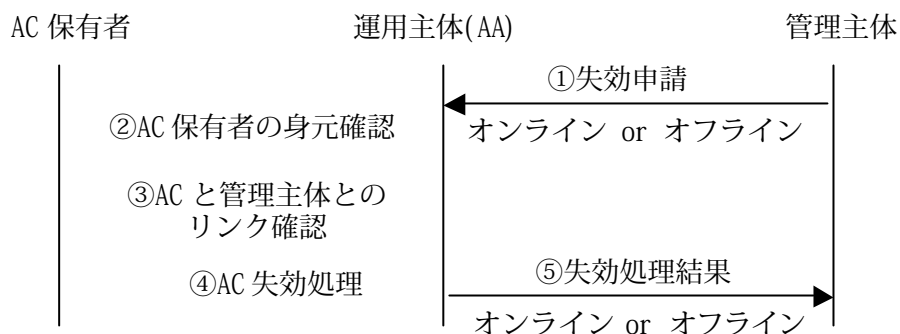 AC 保有者
運用主体(AA)
管理主体
①失効申請
②AC 保有者の身元確認
オンライン or オフライン
③AC と管理主体との
リンク確認
④AC 失効処理
⑤失効処理結果
オンライン or オフライン